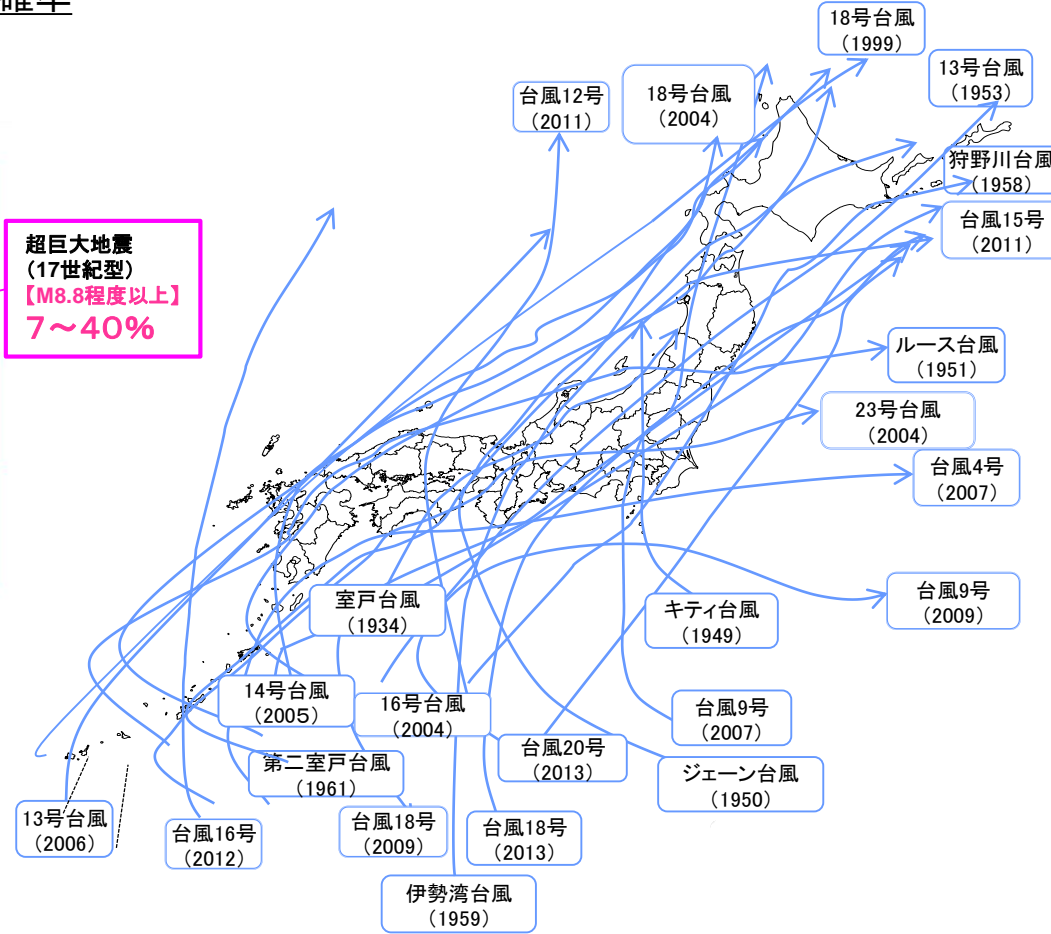 確率
18号台風
(1999)
13号台風
(1953)
台風12号
(2011)
18号台風
(2004)
狩野川台風
(1958)
台風15号
(2011)
超巨大地震
(17世紀型)
【M8.8程度以上】
7～40%
ルース台風
(1951)
23号台風
(2004)
台風4号
(2007)
台風9号
(2009)
室戸台風
(1934)
キティ台風
(1949)
14号台風
(2005)
16号台風
(2004)
台風9号
(2007)
台風20号
(2013)
第二室戸台風
(1961)
ジェーン台風
(1950)
13号台風
(2006)
台風16号
(2012)
台風18号
(2009)
台風18号
(2013)
伊勢湾台風
(1959)